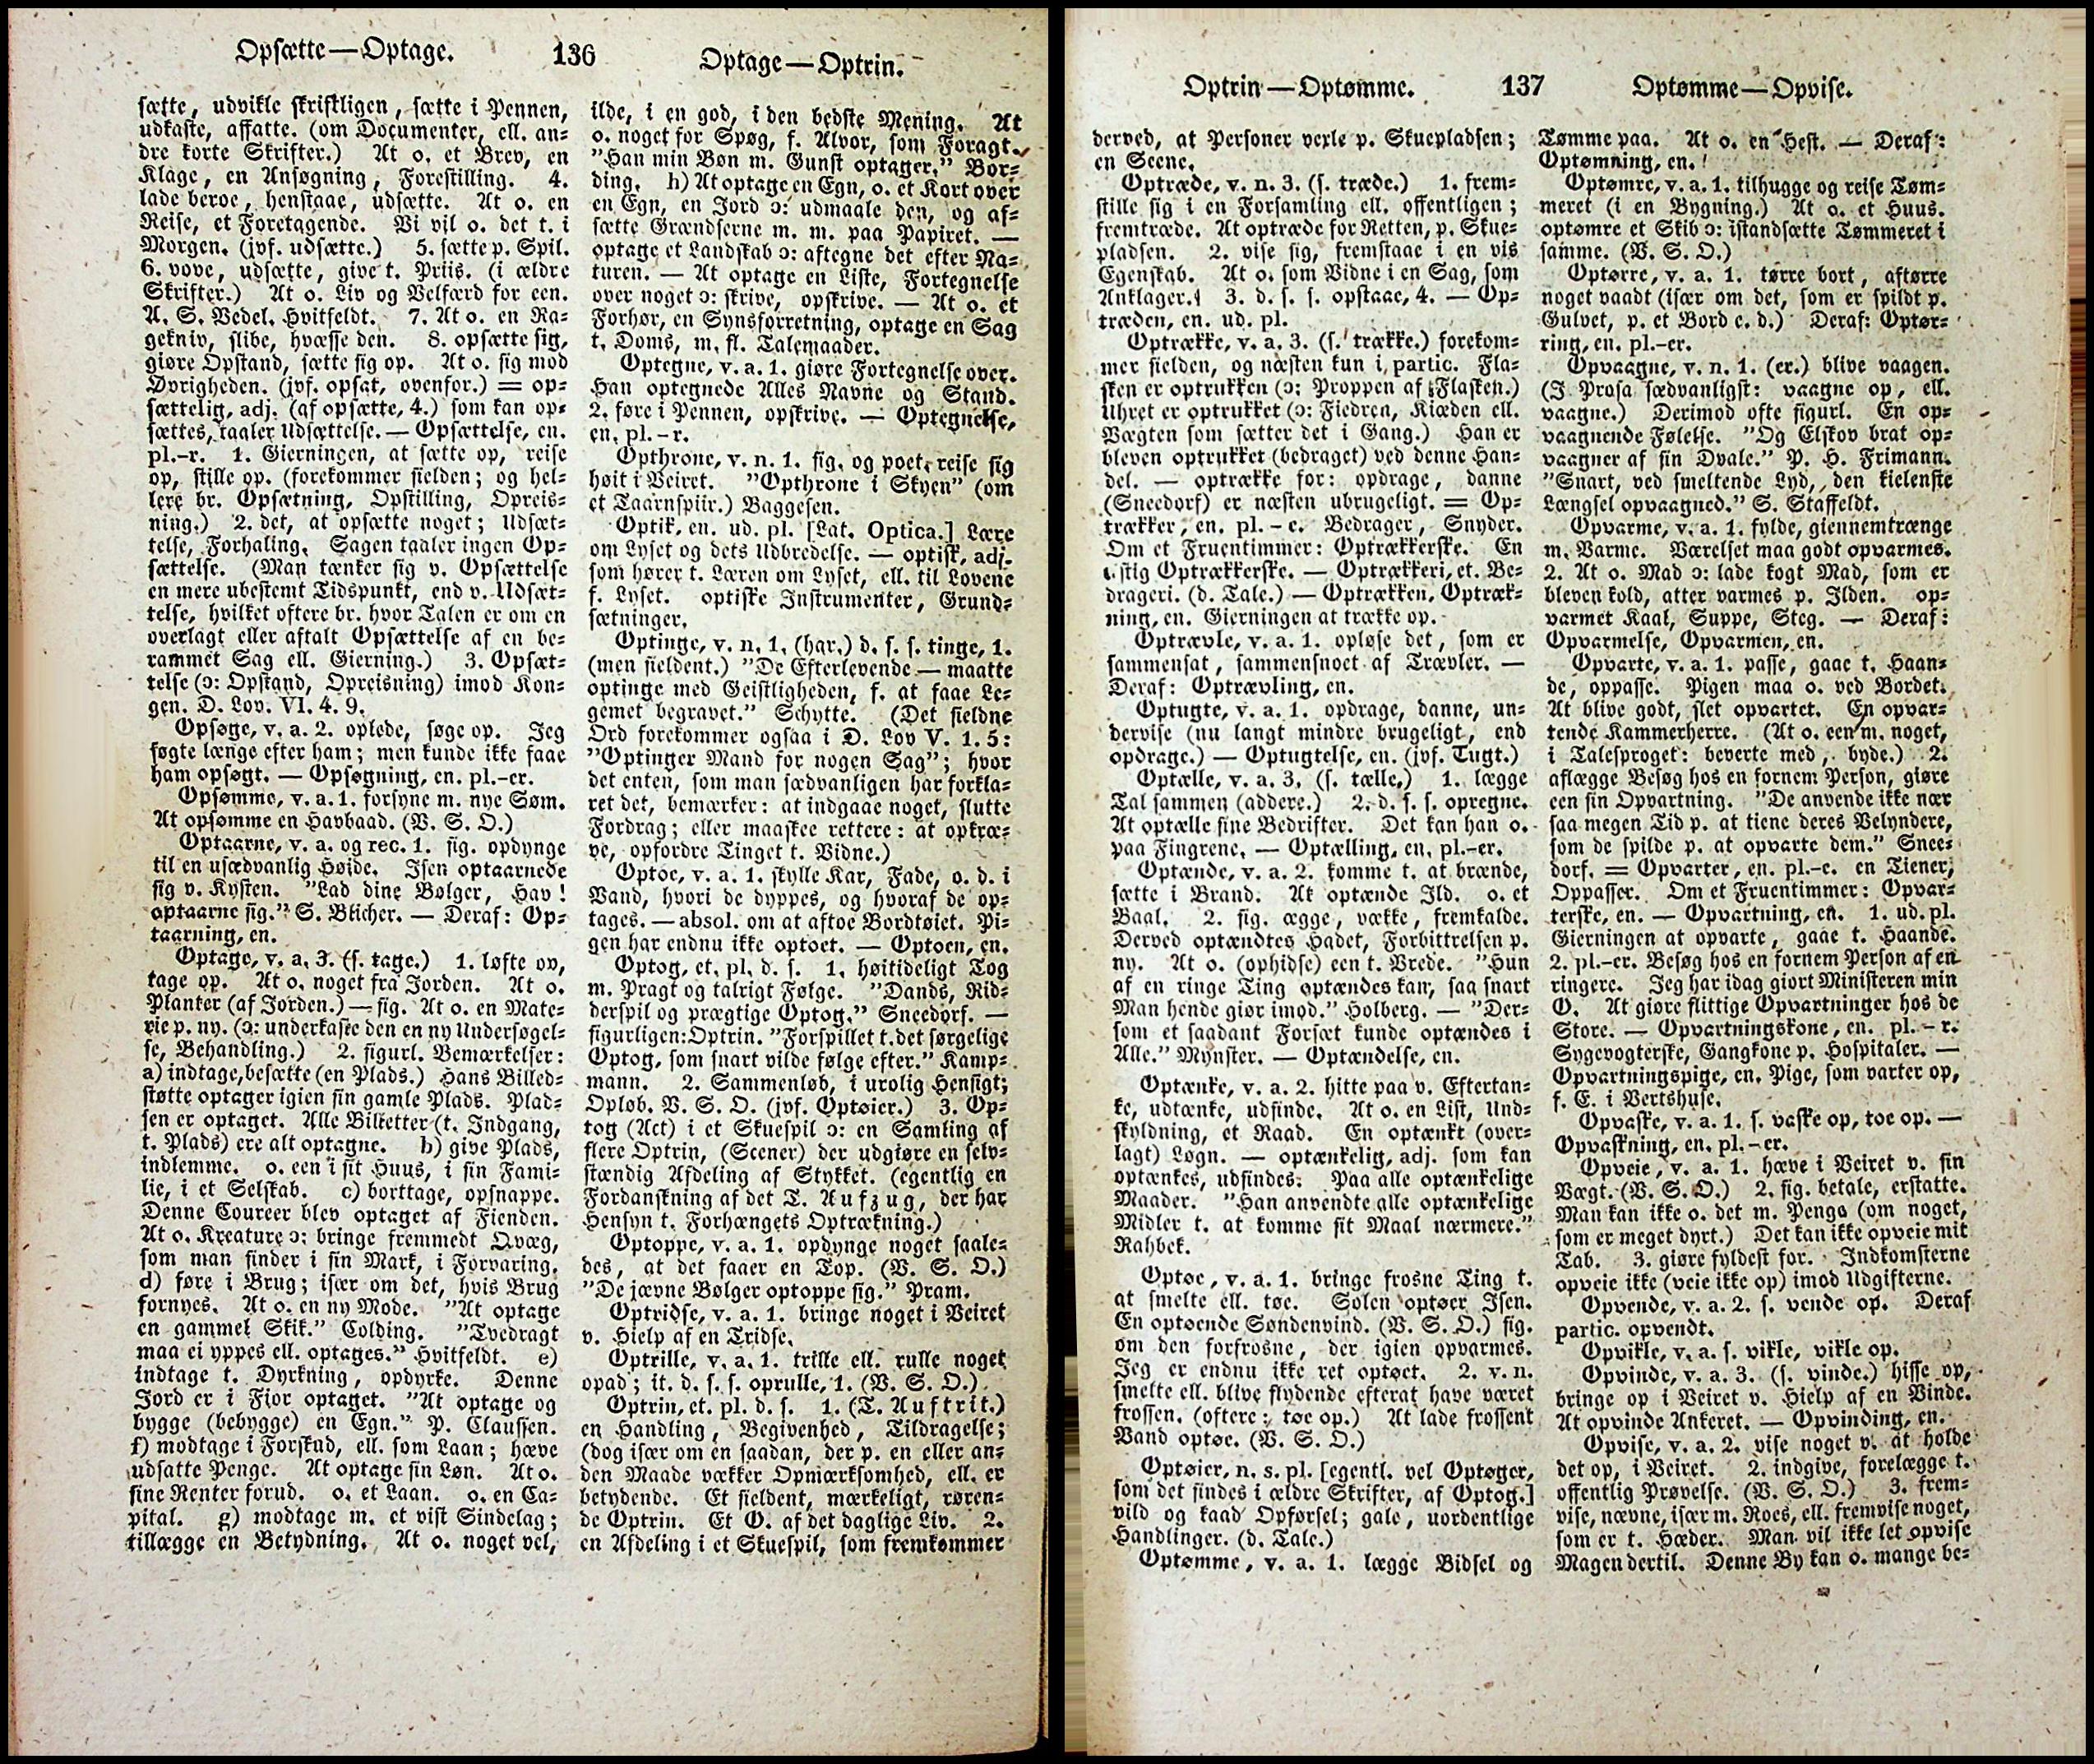 Opsætte—Optage.
136
Optage—Optrin.
sætte, udvikle skriftligen, sætte i Pennen,
udkaste, affatte. (om Documenter, ell. an=
dre korte Skrifter.) At o. et Brev, en
Klage, en Ansøgning, Forestilling. 4.
lade beroe, henstaae, udsætte. At o. en
Reise, et Foretagende. Vi vil o. det t. i
Morgen. (jvf. udsætte.) 5. sætte p. Spil.
6. vove, udsætte, give t. Priis. (i ældre
Skrifter.) At o. Liv og Velfærd for een.
A. S. Vedel. Hvitfeldt. 7. At o. en Ra=
gekniv, slibe, hvæsse den. 8. opsætte sig,
giøre Opstand, sætte sig op. At o. sig mod
Øvrigheden. (jvf. opsat, ovenfor.) = op=
sættelig, adj. (af opsætte, 4.) som kan op=
sættes, taaler Udsættelse. — Opsættelse, en.
pl.-r. 1. Gierningen, at sætte op, reise
op, stille op. (forekommer sielden; og hel=
lere br. Opsætning, Opstilling, Opreis=
ning.) 2. det, at opsætte noget; Udsæt=
telse, Forhaling. Sagen taaler ingen Op=
sættelse. (Man tænker sig v. Opsættelse
en mere ubestemt Tidspunkt, end v. Udsæt=
telse, hvilket oftere br. hvor Talen er om en
overlagt eller aftalt Opsættelse af en be=
rammet Sag ell. Gierning.) 3. Opsæt=
telse (ɔ: Opstand, Opreisning) imod Kon=
gen. D. Lov. VI. 4. 9.
Opsøge, v. a. 2. oplede, søge op. Jeg
søgte længe efter ham; men kunde ikke faae
ham opsøgt. — Opsøgning, en. pl.-er.
Opsømme, v. a. 1. forsyne m. nye Søm.
At opsømme en Havbaad. (V. S. O.)
Optaarne, v. a. og rec. 1. fig. opdynge
til en usædvanlig Høide. Isen optaarnede
sig v. Kysten. "Lad dine Bølger, Hav!
optaarne sig." S. Blicher. — Deraf: Op=
taarning, en.
Optage, v. a. 3. (s. tage.) 1. løfte op,
tage op. At o. noget fra Jorden. At o.
Planter (af Jorden.) — fig. At o. en Mate=
rie p. ny. (ɔ: underkaste den en ny Undersøgel=
se, Behandling.) 2. figurl. Bemærkelser:
a) indtage, besætte (en Plads.) Hans Billed=
støtte optager igien sin gamle Plads. Plad=
sen er optaget. Alle Billetter (t. Indgang,
t. Plads) ere alt optagne. b) give Plads,
indlemme. o. een i sit Huus, i sin Fami=
lie, i et Selskab. c) borttage, opsnappe.
Denne Coureer blev optaget af Fienden.
At o. Kreature ɔ: bringe fremmedt Qvæg,
som man finder i sin Mark, i Forvaring.
d) føre i Brug; især om det, hvis Brug
fornyes. At o. en ny Mode. "At optage
en gammel Skik." Colding. "Tvedragt
maa ei yppes ell. optages." Hvitfeldt. e)
indtage t. Dyrkning, opdyrke. Denne
Jord er i Fior optaget. "At optage og
bygge (bebygge) en Egn." P. Claussen.
f) modtage i Forskud, ell. som Laan; hæve
udsatte Penge. At optage sin Løn. At o.
sine Renter forud. o. et Laan. o. en Ca=
pital. g) modtage m. et vist Sindelag;
tillægge en Betydning. At o. noget vel,
ilde, i en god, i den bedste Mening. At
o. noget for Spøg, f. Alvor, som Foragt.
"Han min Bøn m. Gunst optager." Bor=
ding. h) At optage en Egn, o. et Kort over
en Egn, en Jord ɔ: udmaale den, og af=
sætte Grændserne m. m. paa Papiret. —
optage et Landskab ɔ: aftegne det efter Na=
turen. — At optage en Liste, Fortegnelse
over noget ɔ: skrive, opskrive. — At o. et
Forhør, en Synsforretning, optage en Sag
t. Doms, m. fl. Talemaader.
Optegne, v. a. 1. giøre Fortegnelse over.
Han optegnede Alles Navne og Stand.
2. føre i Pennen, opskrive. — Optegnelse,
en. pl.-r.
Opthrone, v. n. 1. fig. og poet. reise sig
høit i Veiret. "Opthrone i Skyen" (om
et Taarnspiir.) Baggesen.
Optik, en. ud. pl. [Lat. Optica.] Lære
om Lyset og dets Udbredelse. — optisk, adj.
som hører t. Læren om Lyset, ell. til Lovene
f. Lyset. optiske Instrumenter, Grund=
sætninger.
Optinge, v. n. 1. (har.) d. s. s. tinge, 1.
(men sieldent.) "De Efterlevende — maatte
optinge med Geistligheden, f. at faae Le=
gemet begravet." Schytte. (Det sieldne
Ord forekommer ogsaa i D. Lov V. 1. 5:
"Optinger Mand for nogen Sag"; hvor
det enten, som man sædvanligen har forkla=
ret det, bemærker: at indgaae noget, slutte
Fordrag; eller maaskee rettere: at opkræ=
ve, opfordre Tinget t. Vidne.)
Optoe, v. a. 1. skylle Kar, Fade, o. d. i
Vand, hvori de dyppes, og hvoraf de op=
tages. — absol. om at aftoe Bordtøiet. Pi=
gen har endnu ikke optoet. — Optoen, en.
Optog, et. pl. d. s. 1. høitideligt Tog
m. Pragt og talrigt Følge. "Dands, Rid=
derspil og prægtige Optog." Sneedorf. —
figurligen: Optrin. "Forspillet t. det sørgelige
Optog, som snart vilde følge efter." Kamp=
mann. 2. Sammenløb, i urolig Hensigt;
Opløb. V. S. O. (jvf. Optøier.) 3. Op=
tog (Act) i et Skuespil ɔ: en Samling af
flere Optrin, (Scener) der udgiøre en selv=
stændig Afdeling af Stykket. (egentlig en
Fordanskning af det T. Aufzug, der har
Hensyn t. Forhængets Optrækning.)
Optoppe, v. a. 1. opdynge noget saale=
des, at det faaer en Top. (V. S. O.)
"De jævne Bølger optoppe sig." Pram.
Optridse, v. a. 1. bringe noget i Veiret
v. Hielp af en Tridse.
Optrille, v. a. 1. trille ell. rulle noget
opad; it. d. s. s. oprulle, 1. (V. S. O.)
Optrin, et. pl. d. s. 1. (T. Auftrit.)
en Handling, Begivenhed, Tildragelse;
(dog især om en saadan, der p. en eller an=
den Maade vækker Opmærksomhed, ell. er
betydende. Et sieldent, mærkeligt, røren=
de Optrin. Et O. af det daglige Liv. 2.
en Afdeling i et Skuespil, som fremkommer
Optrin—Optømme.
137
Optømme—Opvise.
derved, at Personer vexle p. Skuepladsen;
en Scene.
Optræde, v. n. 3. (s. træde.) 1. frem=
stille sig i en Forsamling ell. offentligen;
fremtræde. At optræde for Retten, p. Skue=
pladsen. 2. vise sig, fremstaae i en vis
Egenskab. At o. som Vidne i en Sag, som
Anklager. 3. d. s. s. opstaae, 4. — Op=
træden, en. ud. pl.
Optrække, v. a. 3. (s. trække.) forekom=
mer sielden, og næsten kun i partic. Fla=
sken er optrukken (ɔ: Proppen af Flasken.)
Uhret er optrukket (ɔ: Fiedren, Kiæden ell.
Vægten som sætter det i Gang.) Han er
bleven optrukket (bedraget) ved denne Han=
del. — optrække for: opdrage, danne
(Sneedorf) er næsten ubrugeligt. = Op=
trækker, en. pl.-e. Bedrager, Snyder.
Om et Fruentimmer: Optrækkerske. En
listig Optrækkerske. — Optrækkeri, et. Be=
drageri. (d. Tale.) — Optrækken, Optræk=
ning, en. Gierningen at trække op.
Optrævle, v. a. 1. opløse det, som er
sammensat, sammensnoet af Trævler. —
Deraf: Optrævling, en.
Optugte, v. a. 1. opdrage, danne, un=
dervise (nu langt mindre brugeligt, end
opdrage.) — Optugtelse, en. (jvf. Tugt.)
Optælle, v. a. 3. (s. tælle.) 1. lægge
Tal sammen (addere.) 2. d. s. s. opregne.
At optælle sine Bedrifter. Det kan han o.
paa Fingrene. — Optælling, en. pl.-er.
Optænde, v. a. 2. komme t. at brænde,
sætte i Brand. At optænde Ild. o. et
Baal. 2. fig. ægge, vække, fremkalde.
Derved optændtes Hadet, Forbittrelsen p.
ny. At o. (ophidse) een t. Vrede. "Hun
af en ringe Ting optændes kan, saa snart
Man hende giør imod." Holberg. — "Der=
som et saadant Forsæt kunde optændes i
Alle." Mynster. — Optændelse, en.
Optænke, v. a. 2. hitte paa v. Eftertan=
ke, udtænke, udfinde. At o. en List, Und=
skyldning, et Raad. En optænkt (over=
lagt) Løgn. — optænkelig, adj. som kan
optænkes, udfindes. Paa alle optænkelige
Maader. "Han anvendte alle optænkelige
Midler t. at komme sit Maal nærmere."
Rahbek.
Optøe, v. a. 1. bringe frosne Ting t.
at smelte ell. tøe. Solen optøer Isen.
En optøende Søndenvind. (V. S. O.) fig.
om den forfrosne, der igien opvarmes.
Jeg er endnu ikke ret optøet. 2. v. n.
smelte ell. blive flydende efterat have været
frossen. (oftere: tøe op.) At lade frossent
Vand optøe. (V. S. O.)
Optøier, n. s. pl. [egentl. vel Optøger,
som det findes i ældre Skrifter, af Optog.]
vild og kaad Opførsel; gale, uordentlige
Handlinger. (d. Tale.)
Optømme, v. a. 1. lægge Bidsel og
Tømme paa. At o. en Hest. — Deraf:
Optømning, en.
Optømre, v. a. 1. tilhugge og reise Tøm=
meret (i en Bygning.) At o. et Huus.
optømre et Skib ɔ: istandsætte Tømmeret i
samme. (V. S. O.)
Optørre, v. a. 1. tørre bort, aftørre
noget vaadt (især om det, som er spildt p.
Gulvet, p. et Bord e. d.) Deraf: Optør=
ring, en. pl.-er.
Opvaagne, v. n. 1. (er.) blive vaagen.
(I Prosa sædvanligst: vaagne op, ell.
vaagne.) Derimod ofte figurl. En op=
vaagnende Følelse. "Og Elskov brat op=
vaagner af sin Dvale." P. H. Frimann.
"Snart, ved smeltende Lyd, den kielenste
Længsel opvaagned." S. Staffeldt.
Opvarme, v. a. 1. fylde, giennemtrænge
m. Varme. Værelset maa godt opvarmes.
2. At o. Mad ɔ: lade kogt Mad, som er
bleven kold, atter varmes p. Ilden. op=
varmet Kaal, Suppe, Steg. — Deraf:
Opvarmelse, Opvarmen, en.
Opvarte, v. a. 1. passe, gaae t. Haan=
de, oppasse. Pigen maa o. ved Bordet.
At blive godt, slet opvartet. En opvar=
tende Kammerherre. (At o. een m. noget,
i Talesproget: beverte med, byde.) 2.
aflægge Besøg hos en fornem Person, giøre
een sin Opvartning. "De anvende ikke nær
saa megen Tid p. at tiene deres Velyndere,
som de spilde p. at opvarte dem." Snee=
dorf. = Opvarter, en. pl.-e. en Tiener,
Oppasser. Om et Fruentimmer: Opvar=
terske, en. — Opvartning, en. 1. ud. pl.
Gierningen at opvarte, gaae t. Haande.
2. pl.-er. Besøg hos en fornem Person af en
ringere. Jeg har idag giort Ministeren min
O. At giøre flittige Opvartninger hos de
Store. — Opvartningskone, en. pl.-r.
Sygevogterske, Gangkone p. Hospitaler. —
Opvartningspige, en. Pige, som varter op,
f. E. i Vertshuse.
Opvaske, v. a. 1. s. vaske op, toe op. —
Opvaskning, en. pl.-er.
Opveie, v. a. 1. hæve i Veiret v. sin
Vægt. (V. S. O.) 2. fig. betale, erstatte.
Man kan ikke o. det m. Penge (om noget,
som er meget dyrt.) Det kan ikke opveie mit
Tab. 3. giøre fyldest for. Indkomsterne
opveie ikke (veie ikke op) imod Udgifterne.
Opvende, v. a. 2. s. vende op. Deraf
partic. opvendt.
Opvikle, v. a. s. vikle, vikle op.
Opvinde, v. a. 3. (s. vinde.) hisse op,
bringe op i Veiret v. Hielp af en Vinde.
At opvinde Ankeret. — Opvinding, en.
Opvise, v. a. 2. vise noget v. at holde
det op, i Veiret. 2. indgive, forelægge t.
offentlig Prøvelse. (V. S. O.) 3. frem=
vise, nævne, især m. Roes, ell. fremvise noget,
som er t. Hæder. Man vil ikke let opvise
Magen dertil. Denne By kan o. mange be=